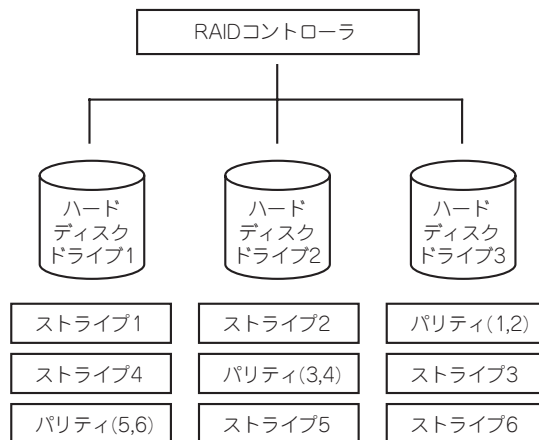 RAIDコントローラ
ハード
ディスク
ドライブ1
ハード
ディスク
ドライブ2
ハード
ディスク
ドライブ3
ストライプ1
ストライプ2
パリティ(1,2)
ストライプ4
パリティ(3,4)
ストライプ3
パリティ(5,6)
ストライプ5
ストライプ6